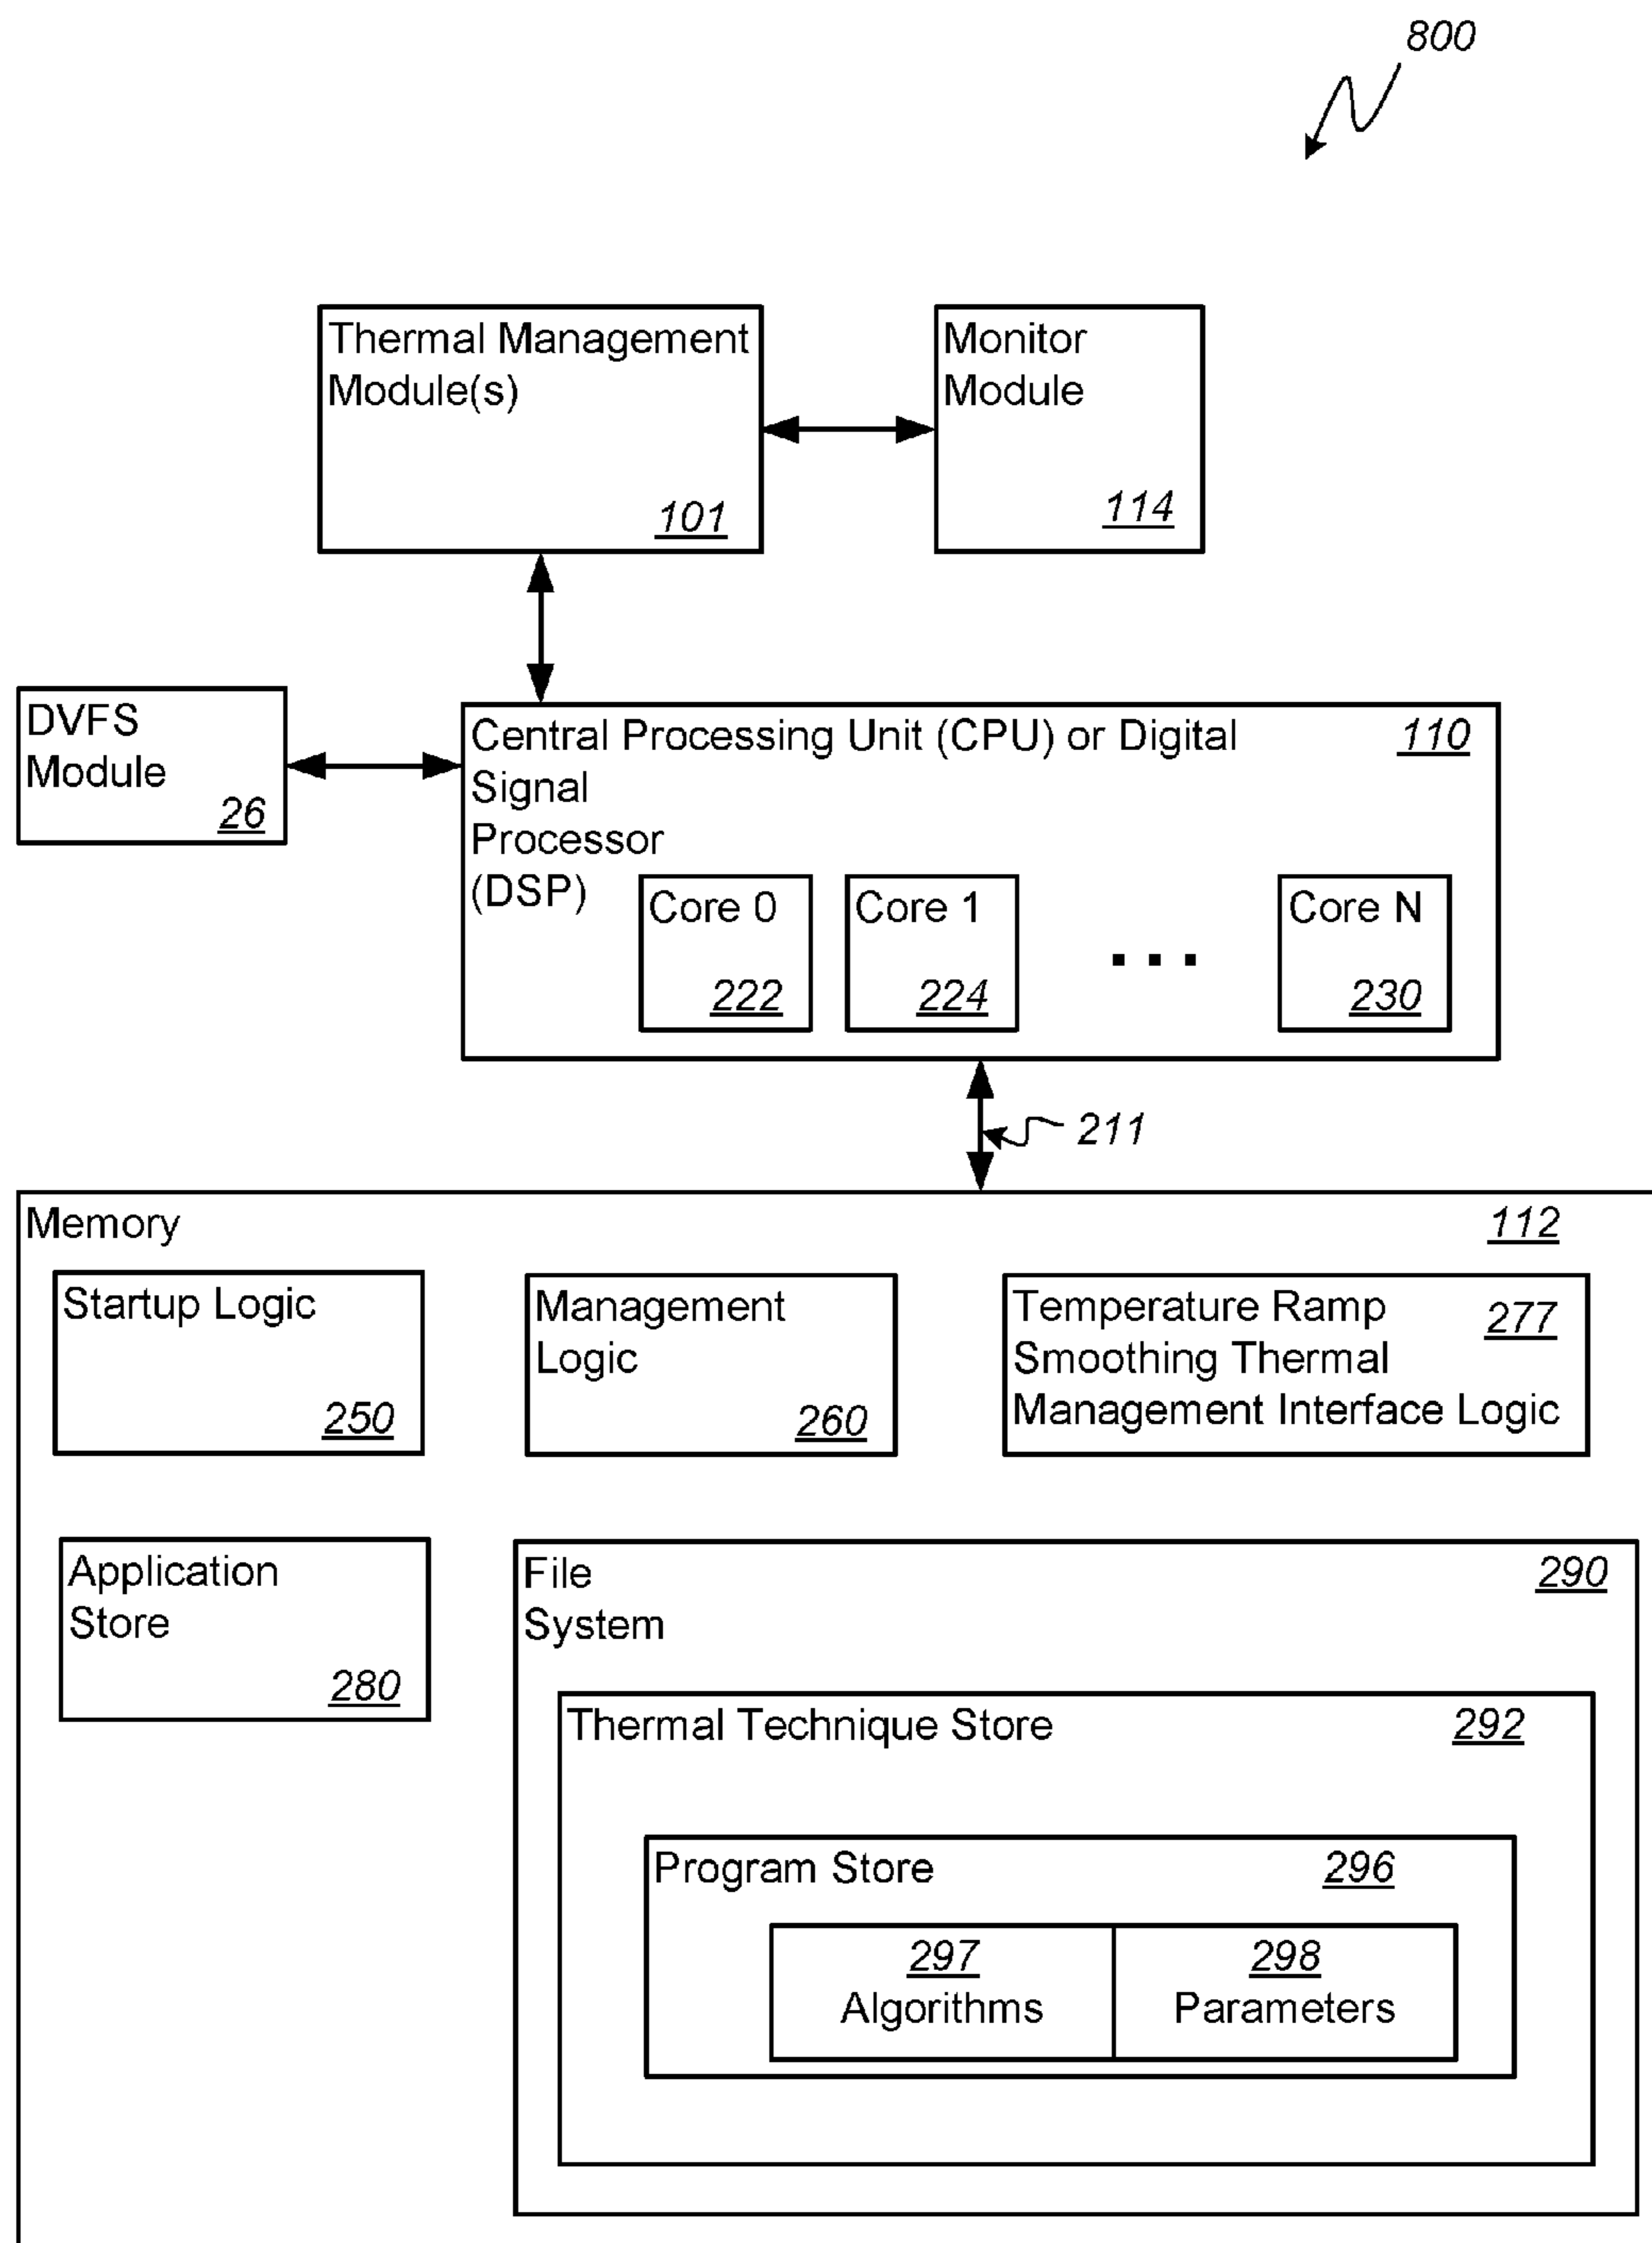 800
Thermal Management
Module(s)
101
Monitor
Module
114
DVFS
Module
26
Central Processing Unit (CPU) or Digital
Signal
Processor
(DSP)
110
Core 0
222
Core 1
224
...
Core N
230
211
Memory
112
Startup Logic
250
Management
Logic
260
Temperature Ramp
Smoothing Thermal
Management Interface Logic
277
Application
Store
280
File
System
290
Thermal Technique Store
292
Program Store
296
297
Algorithms
298
Parameters